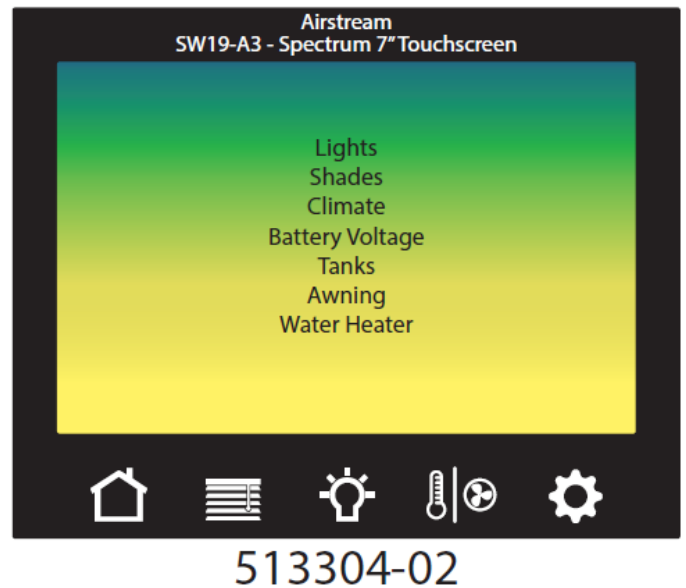 Airstream
SW19-A3 - Spectrum 7” Touchscreen
Lights
Shades
Climate
Battery Voltage
Tanks
Awning
Water Heater
513304-02